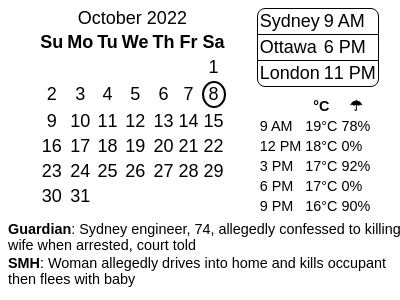 October 2022
Su Mo Tu We Th Fr Sa
1
2 3 4 5 6 7 8
9 10 11 12 13 14 15
16 17 18 19 20 21 22
23 24 25 26 27 28 29
30 31
Sydney 9 AM
Ottawa 6 PM
London 11 PM
°C ☂
9 AM 19°C 78%
12 PM 18°C 0%
3 PM 17°C 92%
6 PM 17°C 0%
9 PM 16°C 90%
Guardian: Sydney engineer, 74, allegedly confessed to killing
wife when arrested, court told
SMH: Woman allegedly drives into home and kills occupant
then flees with baby